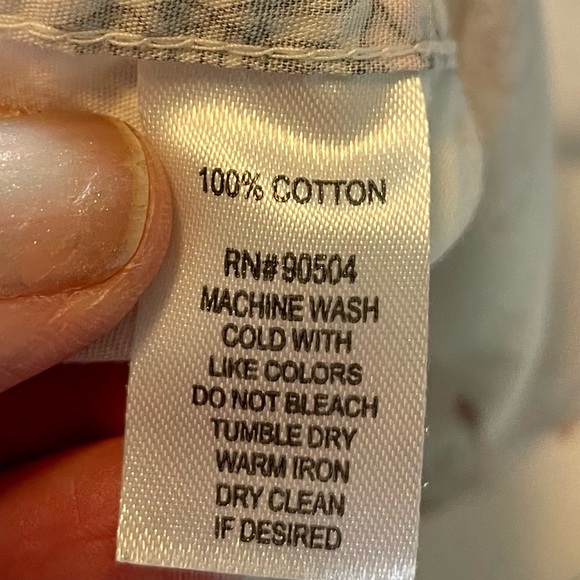 100% COTTON
RN# 90504
MACHINE WASH
COLD WITH
LIKE COLORS
DO NOT BLEACH
TUMBLE DRY
WARM IRON
DRY CLEAN
IF DESIRED